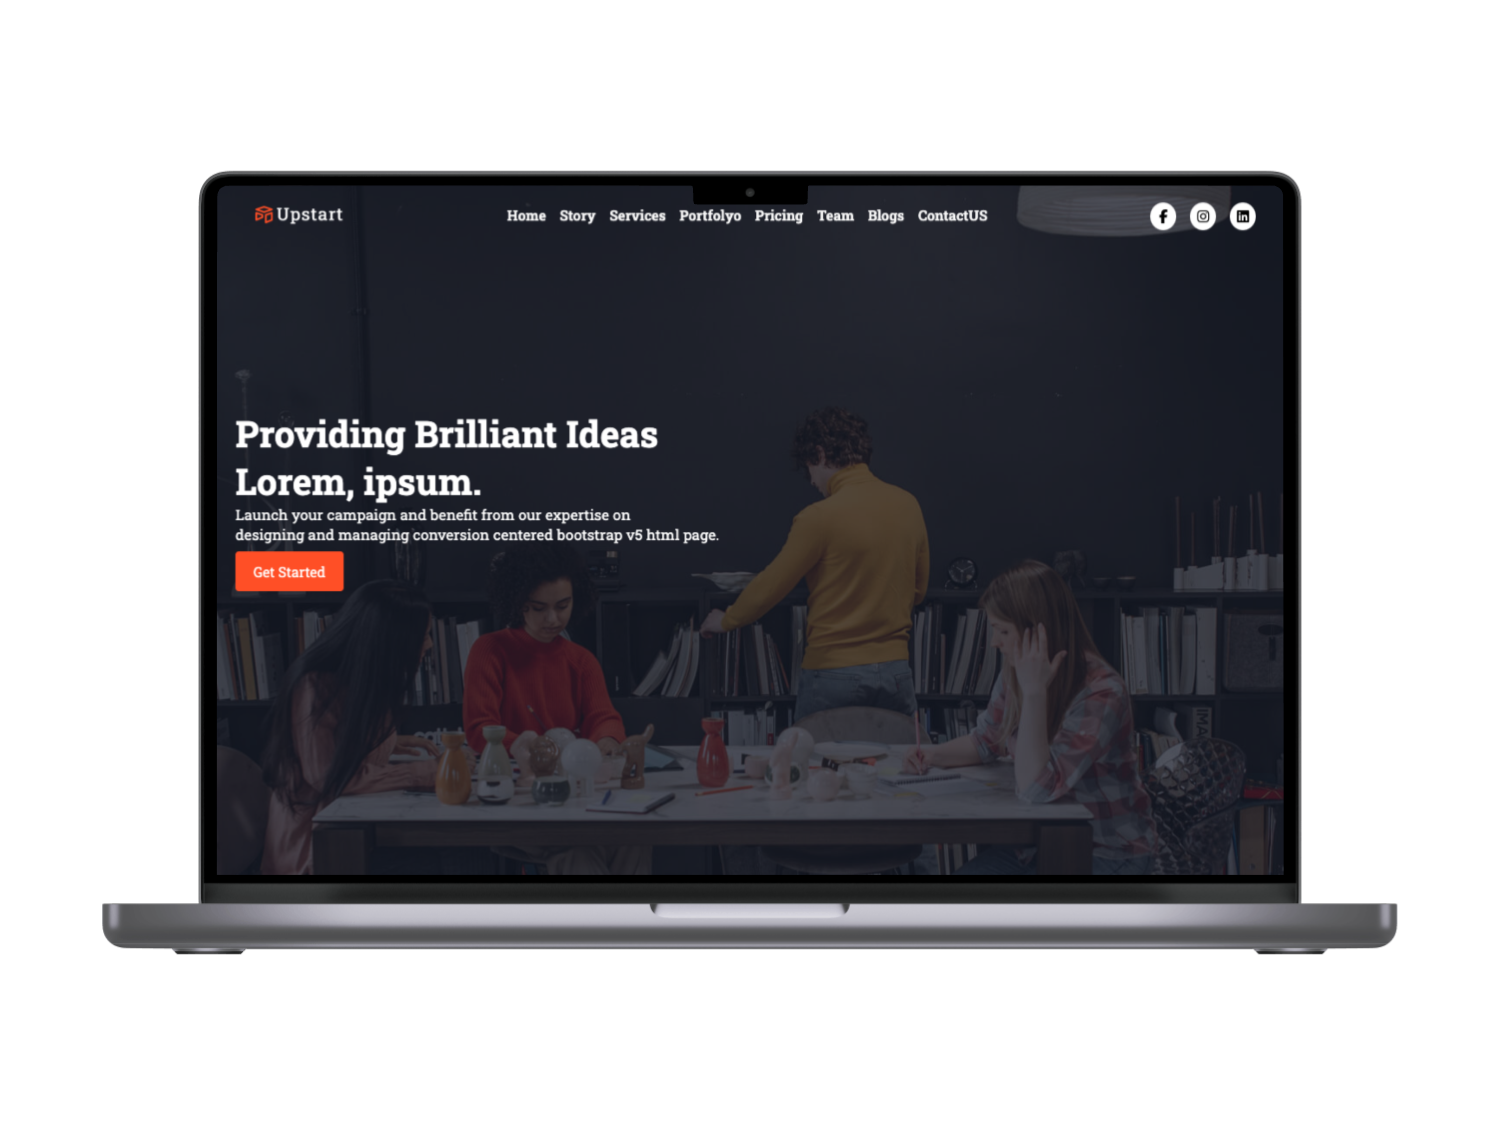 Upstart
Home Story Services Portfolyo Pricing Team Blogs ContactUS
Providing Brilliant Ideas
Lorem, ipsum.
Launch your campaign and benefit from our expertise on
designing and managing conversion centered bootstrap v5 html page.
Get Started